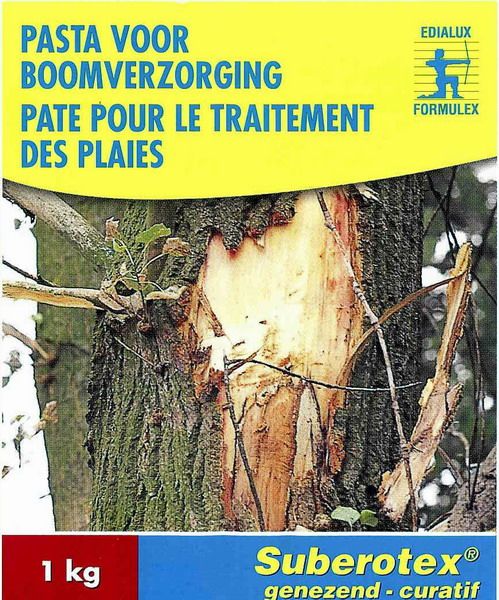 PASTA VOOR
BOOMVERZORGING
PATE POUR LE TRAITEMENT
DES PLAIES
EDIALUX
FORMULEX
1 kg
Suberotex®
genezend - curatif